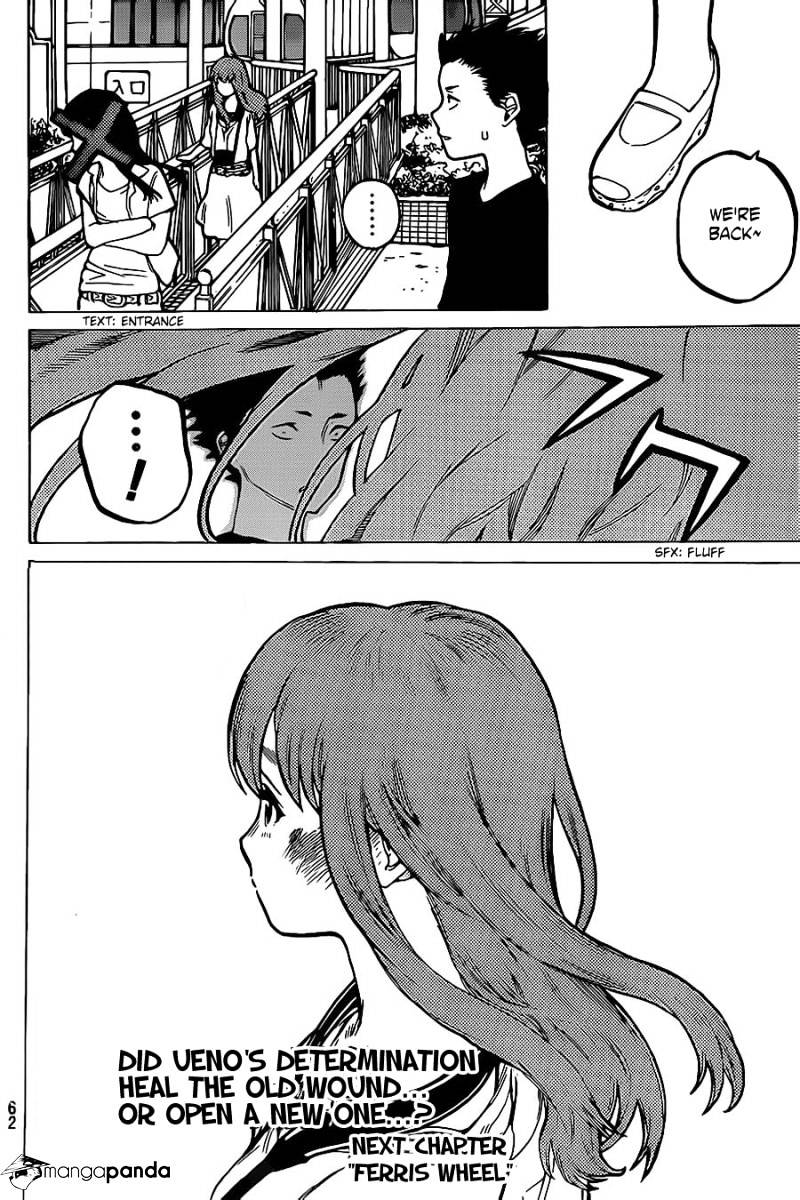 WE'RE
BACK~
入口
......
TEXT: ENTRANCE
...!
SFX: FLUFF
DID UENO'S DETERMINATION
HEAL THE OLD WOUND...
OR OPEN A NEW ONE...?
NEXT CHAPTER
"FERRIS WHEEL"
62
mangapanda